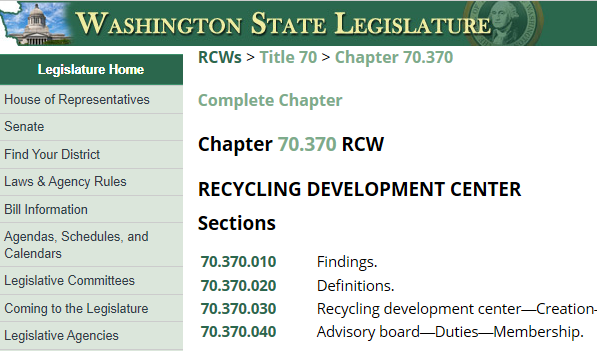 WASHINGTON STATE LEGISLATURE
Legislature Home
House of Representatives
Senate
Find Your District
Laws & Agency Rules
Bill Information
Agendas, Schedules, and
Calendars
Legislative Committees
Coming to the Legislature
Legislative Agencies
RCWs > Title 70 > Chapter 70.370
Complete Chapter
Chapter 70.370 RCW
RECYCLING DEVELOPMENT CENTER
Sections
70.370.010 Findings.
70.370.020 Definitions.
70.370.030 Recycling development center—Creation-
70.370.040 Advisory board—Duties—Membership.